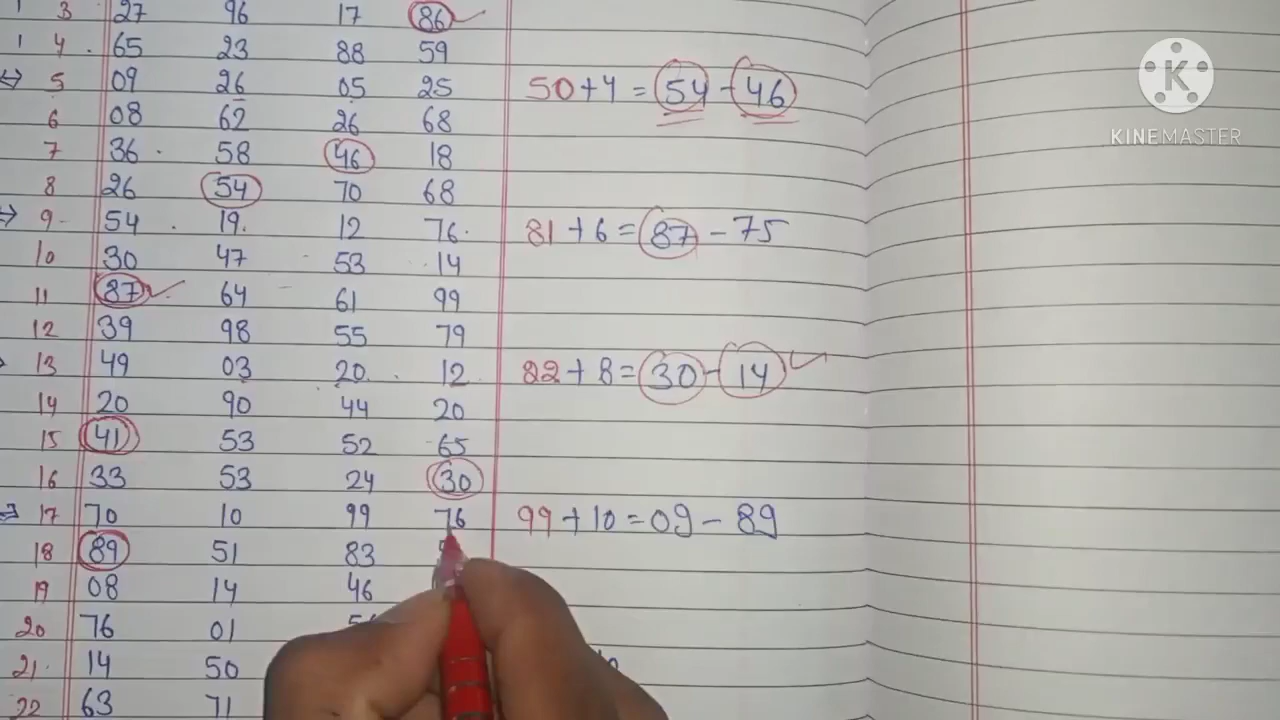 1 3 27 96 17 86
1 4 65 23 88 59
5 09 26 05 25
50+4 = 54 - 46
6 08 62 26 68
7 36 58 46 18
8 26 54 70 68
9 54 19 12 76
81 + 6 = 87 - 75
10 30 47 53 14
11 87 64 61 99
12 39 98 55 79
13 49 03 20 12
82 + 8 = 30 - 14
14 20 90 44 20
15 41 53 52 65
16 33 53 24 30
17 70 10 99 76
99 + 10 = 09 - 89
18 89 51 83
19 08 14 46
20 76 01
21 14 50
22 63 71
K
KINEMASTER